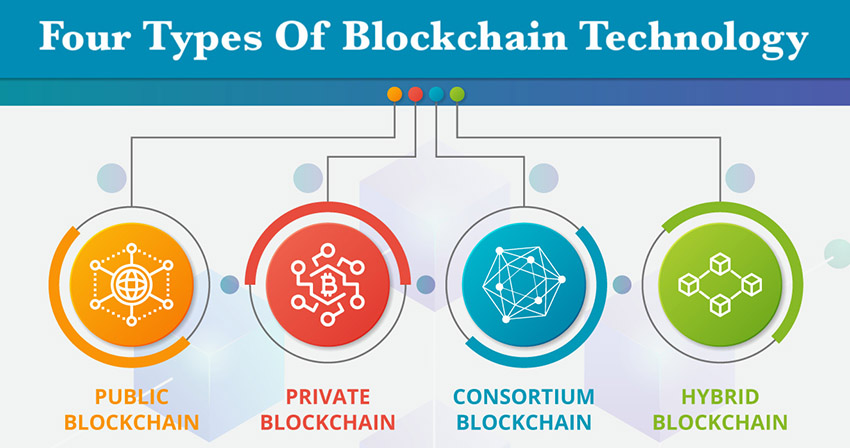 Four Types Of Blockchain Technology
PUBLIC
BLOCKCHAIN
PRIVATE
BLOCKCHAIN
CONSORTIUM
BLOCKCHAIN
HYBRID
BLOCKCHAIN